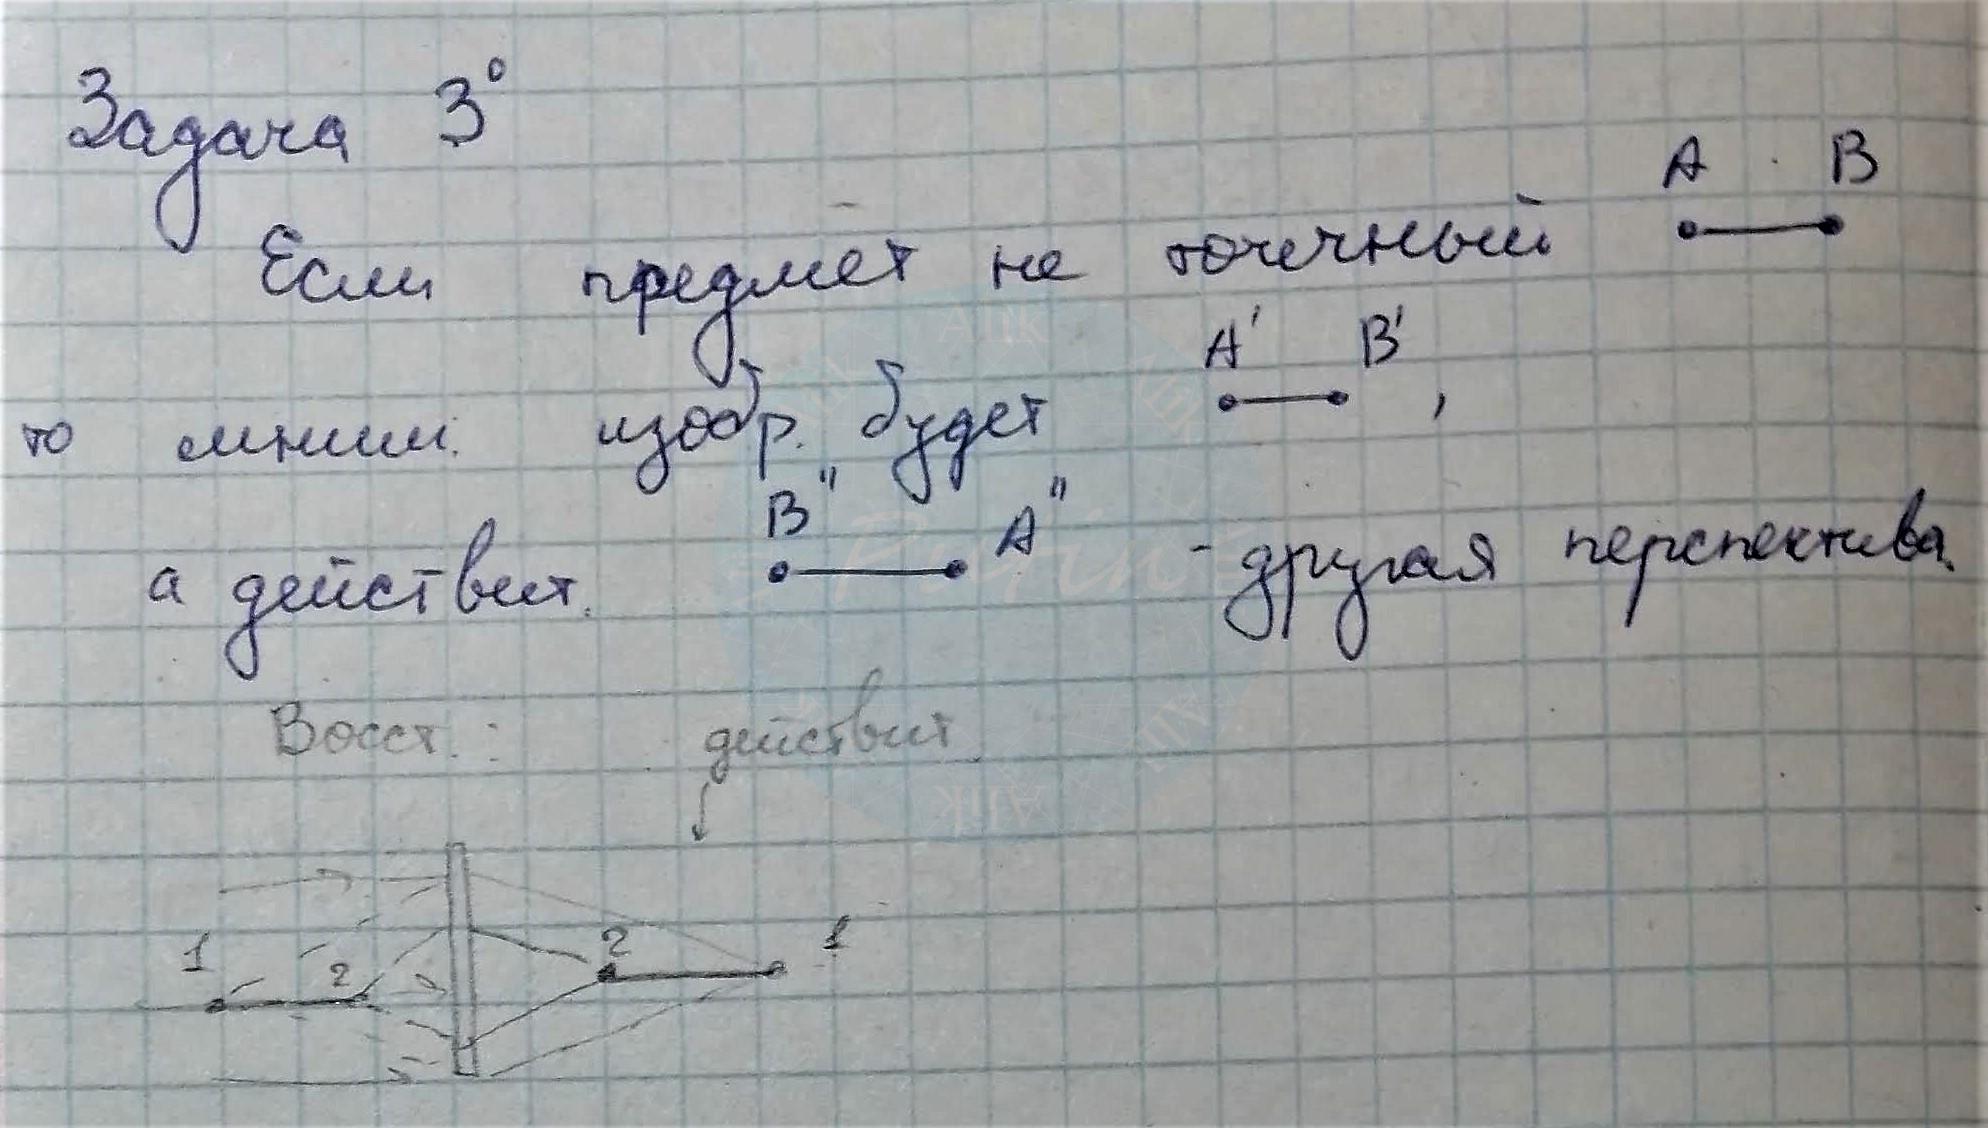 Задача 3°
A B
Если предмет не точечный
A' B'
то мним. изобр. будет ,
B" A"
а действит. - другая перспектива.
Восст.: действит.
1 2 2 1
Alik